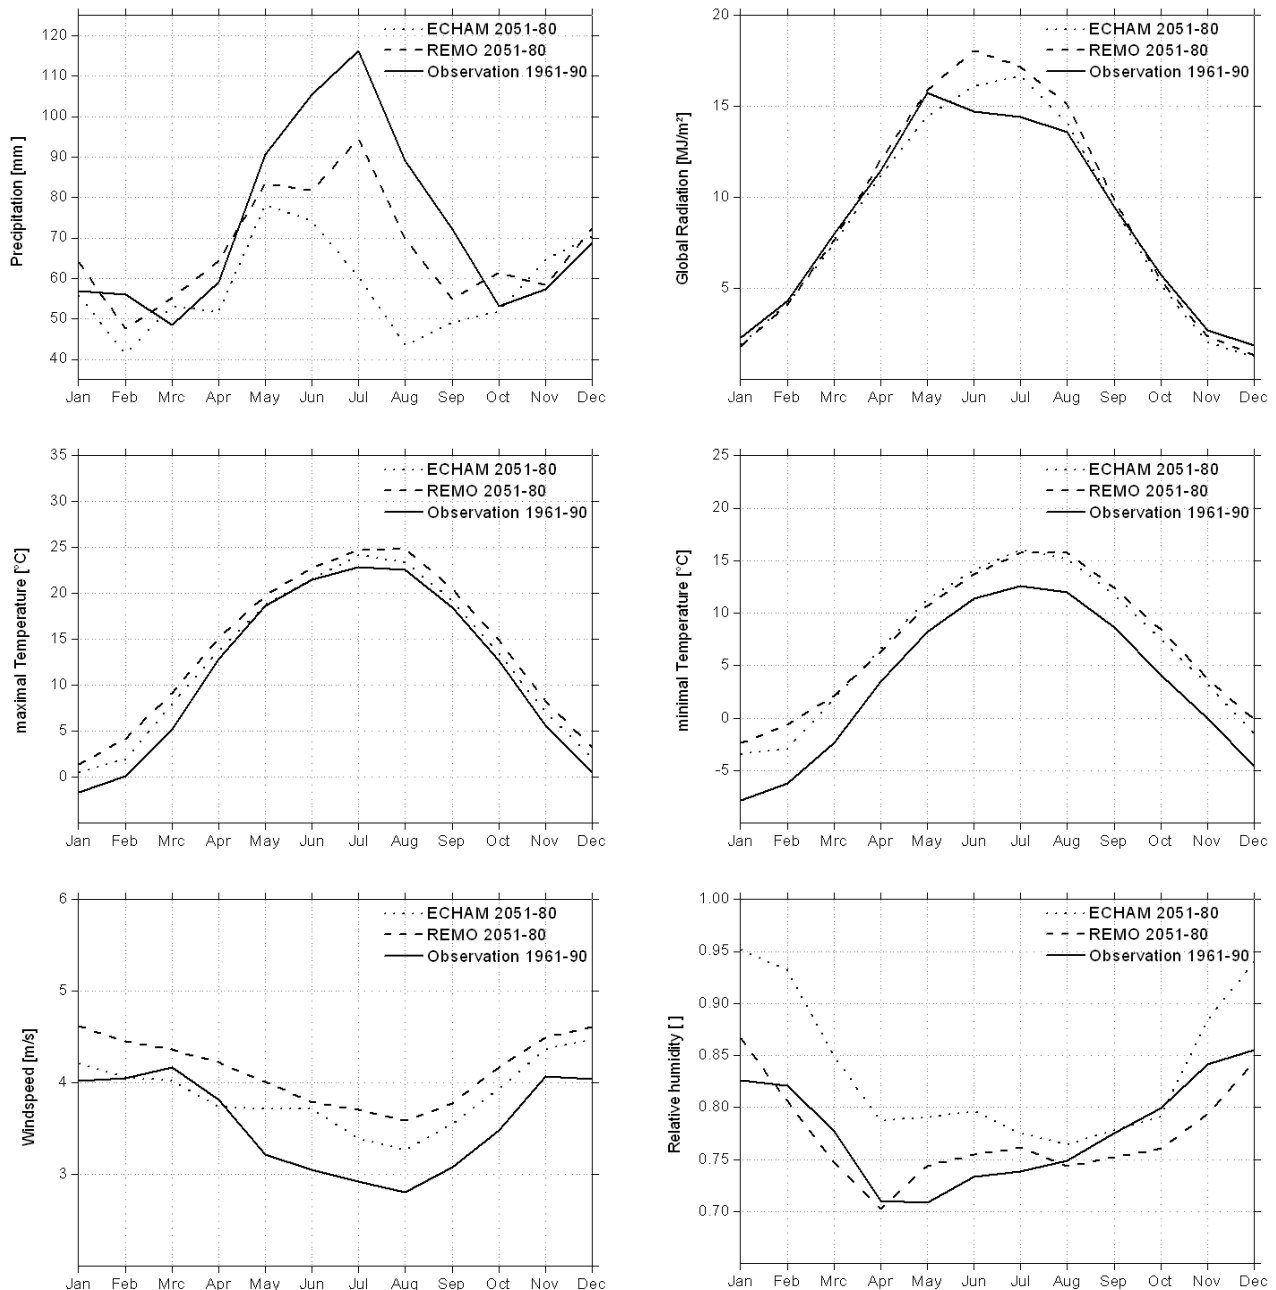 120
110
100
90
80
70
60
50
40
Precipitation [mm ]
ECHAM 2051-80
REMO 2051-80
Observation 1961-90
Jan Feb Mrc Apr May Jun Jul Aug Sep Oct Nov Dec
20
15
10
5
Global Radiation [MJ/m²]
ECHAM 2051-80
REMO 2051-80
Observation 1961-90
Jan Feb Mrc Apr May Jun Jul Aug Sep Oct Nov Dec
35
30
25
20
15
10
5
0
maximal Temperature [°C]
ECHAM 2051-80
REMO 2051-80
Observation 1961-90
Jan Feb Mrc Apr May Jun Jul Aug Sep Oct Nov Dec
25
20
15
10
5
0
-5
minimal Temperature [°C]
ECHAM 2051-80
REMO 2051-80
Observation 1961-90
Jan Feb Mrc Apr May Jun Jul Aug Sep Oct Nov Dec
6
5
4
3
Windspeed [m/s]
ECHAM 2051-80
REMO 2051-80
Observation 1961-90
Jan Feb Mrc Apr May Jun Jul Aug Sep Oct Nov Dec
1.00
0.95
0.90
0.85
0.80
0.75
0.70
Relative humidity [ ]
ECHAM 2051-80
REMO 2051-80
Observation 1961-90
Jan Feb Mrc Apr May Jun Jul Aug Sep Oct Nov Dec